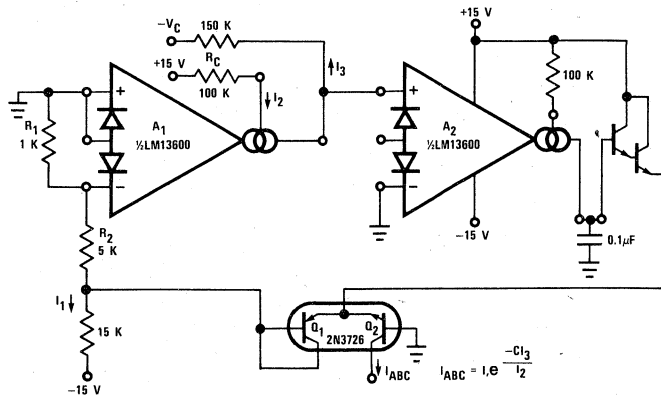 −V_C
150 K
+15 V
R_C
100 K
I_2
I_3
+15 V
100 K
+
−
A_1
½LM13600
R_1
1 K
+
−
A_2
½LM13600
−15 V
0.1µF
R_2
5 K
I_1
15 K
−15 V
Q_1
Q_2
2N3726
I_ABC
I_ABC = I, e^(−CI_3/I_2)